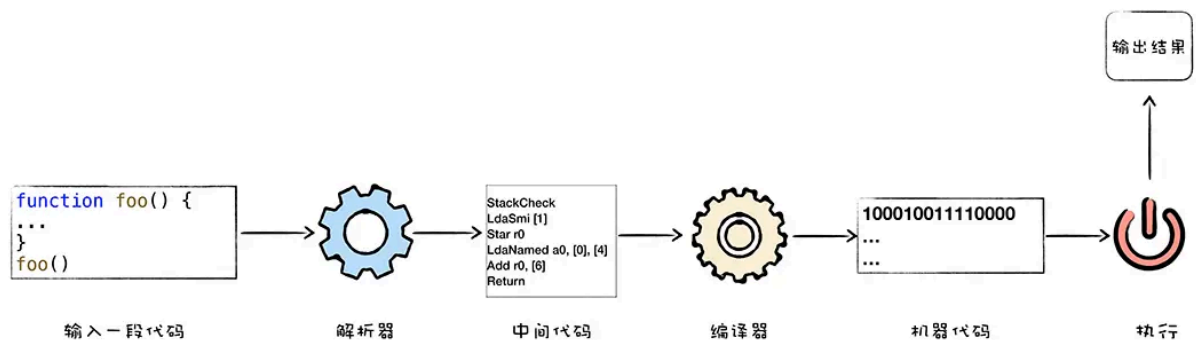 输出结果
function foo() {
...
}
foo()
StackCheck
LdaSmi [1]
Star r0
LdaNamed a0, [0], [4]
Add r0, [6]
Return
100010011110000
...
...
输入一段代码
解析器
中间代码
编译器
机器代码
执行